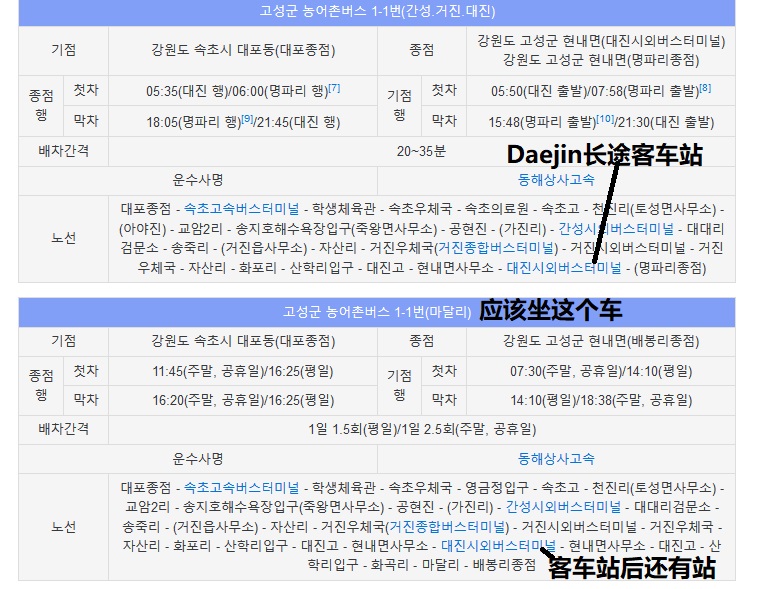 고성군 농어촌버스 1-1번(간성.거진.대진)
기점 강원도 속초시 대포동(대포종점) 종점 강원도 고성군 현내면(대진시외버스터미널)
강원도 고성군 현내면(명파리종점)
종점행 첫차 05:35(대진 행)/06:00(명파리 행)[7] 기점행 첫차 05:50(대진 출발)/07:58(명파리 출발)[8]
막차 18:05(명파리 행)[9]/21:45(대진 행) 막차 15:48(명파리 출발)[10]/21:30(대진 출발)
배차간격 20~35분
Daejin长途客车站
운수사명 동해상사고속
노선 대포종점 - 속초고속버스터미널 - 학생체육관 - 속초우체국 - 속초의료원 - 속초고 - 천진리(토성면사무소) -
(아야진) - 교암2리 - 송지호해수욕장입구(죽왕면사무소) - 공현진 - (가진리) - 간성시외버스터미널 - 대대리
검문소 - 송죽리 - (거진읍사무소) - 자산리 - 거진우체국(거진종합버스터미널) - 거진시외버스터미널 - 거진
우체국 - 자산리 - 화포리 - 산학리입구 - 대진고 - 현내면사무소 - 대진시외버스터미널 - (명파리종점)
고성군 농어촌버스 1-1번(마달리) 应该坐这个车
기점 강원도 속초시 대포동(대포종점) 종점 강원도 고성군 현내면(배봉리종점)
종점행 첫차 11:45(주말, 공휴일)/16:25(평일) 기점행 첫차 07:30(주말, 공휴일)/14:10(평일)
막차 16:20(주말, 공휴일)/16:25(평일) 막차 14:10(평일)/18:38(주말, 공휴일)
배차간격 1일 1.5회(평일)/1일 2.5회(주말, 공휴일)
운수사명 동해상사고속
노선 대포종점 - 속초고속버스터미널 - 학생체육관 - 속초우체국 - 영금정입구 - 속초고 - 천진리(토성면사무소) -
교암2리 - 송지호해수욕장입구(죽왕면사무소) - 공현진 - (가진리) - 간성시외버스터미널 - 대대리검문소 -
송죽리 - (거진읍사무소) - 자산리 - 거진우체국(거진종합버스터미널) - 거진시외버스터미널 - 거진우체국 -
자산리 - 화포리 - 산학리입구 - 대진고 - 현내면사무소 - 대진시외버스터미널 - 현내면사무소 - 대진고 - 산
학리입구 - 화곡리 - 마달리 - 배봉리종점 客车站后还有站